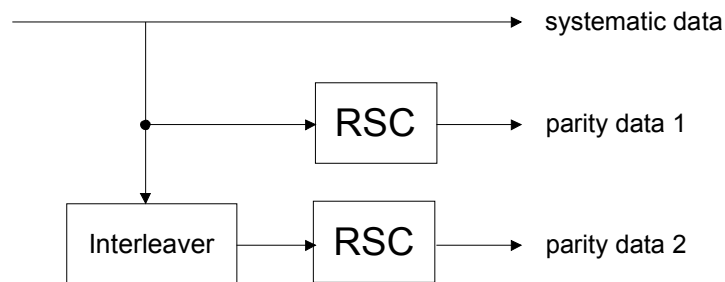 systematic data
RSC
parity data 1
Interleaver
RSC
parity data 2